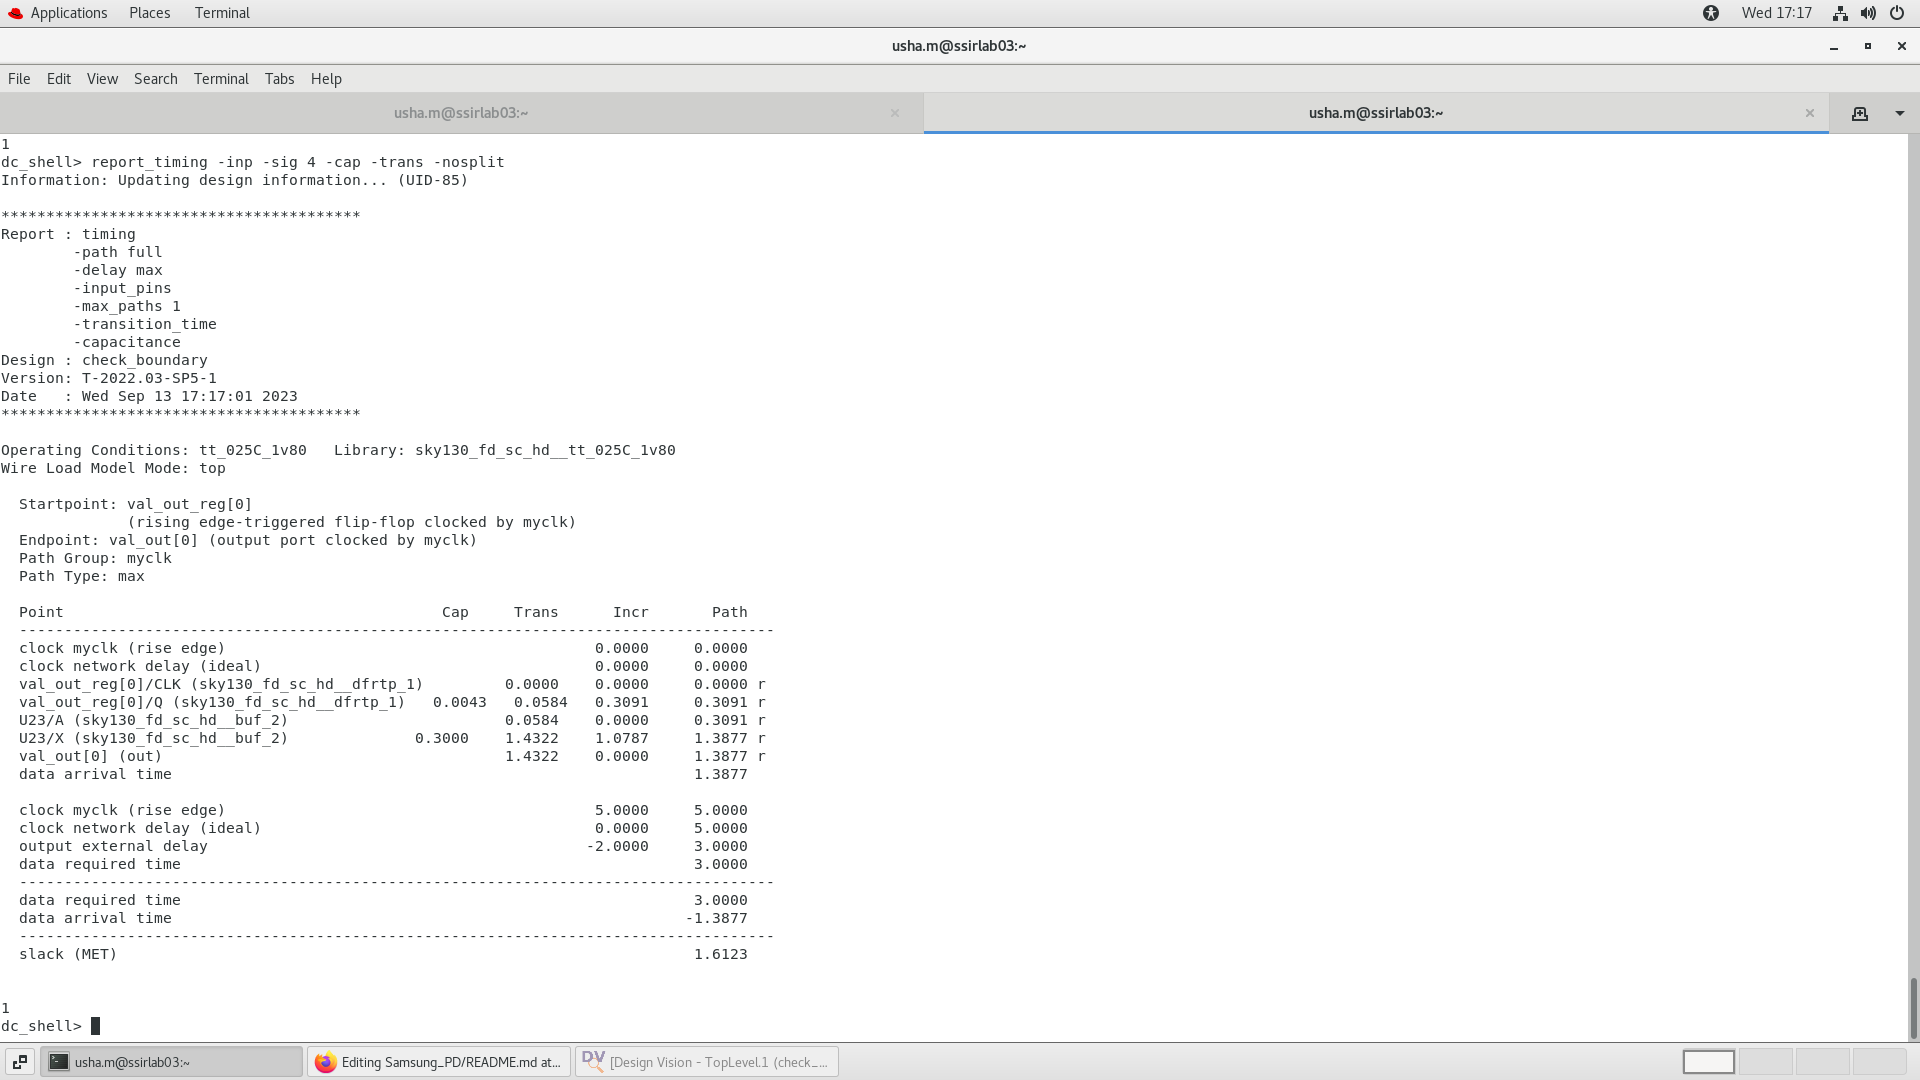 Applications Places Terminal Wed 17:17
usha.m@ssirlab03:~
File Edit View Search Terminal Tabs Help
usha.m@ssirlab03:~ × usha.m@ssirlab03:~ ×
1
dc_shell> report_timing -inp -sig 4 -cap -trans -nosplit
Information: Updating design information... (UID-85)
****************************************
Report : timing
        -path full
        -delay max
        -input_pins
        -max_paths 1
        -transition_time
        -capacitance
Design : check_boundary
Version: T-2022.03-SP5-1
Date   : Wed Sep 13 17:17:01 2023
****************************************
Operating Conditions: tt_025C_1v80   Library: sky130_fd_sc_hd__tt_025C_1v80
Wire Load Model Mode: top
  Startpoint: val_out_reg[0]
              (rising edge-triggered flip-flop clocked by myclk)
  Endpoint: val_out[0] (output port clocked by myclk)
  Path Group: myclk
  Path Type: max
  Point                                          Cap     Trans      Incr       Path
  ------------------------------------------------------------------------------------
  clock myclk (rise edge)                                         0.0000     0.0000
  clock network delay (ideal)                                     0.0000     0.0000
  val_out_reg[0]/CLK (sky130_fd_sc_hd__dfrtp_1)         0.0000    0.0000     0.0000 r
  val_out_reg[0]/Q (sky130_fd_sc_hd__dfrtp_1)   0.0043   0.0584   0.3091     0.3091 r
  U23/A (sky130_fd_sc_hd__buf_2)                        0.0584    0.0000     0.3091 r
  U23/X (sky130_fd_sc_hd__buf_2)              0.3000    1.4322    1.0787     1.3877 r
  val_out[0] (out)                                      1.4322    0.0000     1.3877 r
  data arrival time                                                          1.3877
  clock myclk (rise edge)                                         5.0000     5.0000
  clock network delay (ideal)                                     0.0000     5.0000
  output external delay                                          -2.0000     3.0000
  data required time                                                         3.0000
  ------------------------------------------------------------------------------------
  data required time                                                         3.0000
  data arrival time                                                         -1.3877
  ------------------------------------------------------------------------------------
  slack (MET)                                                                1.6123
1
dc_shell>
usha.m@ssirlab03:~ Editing Samsung_PD/README.md at... DV [Design Vision - TopLevel.1 (check_...